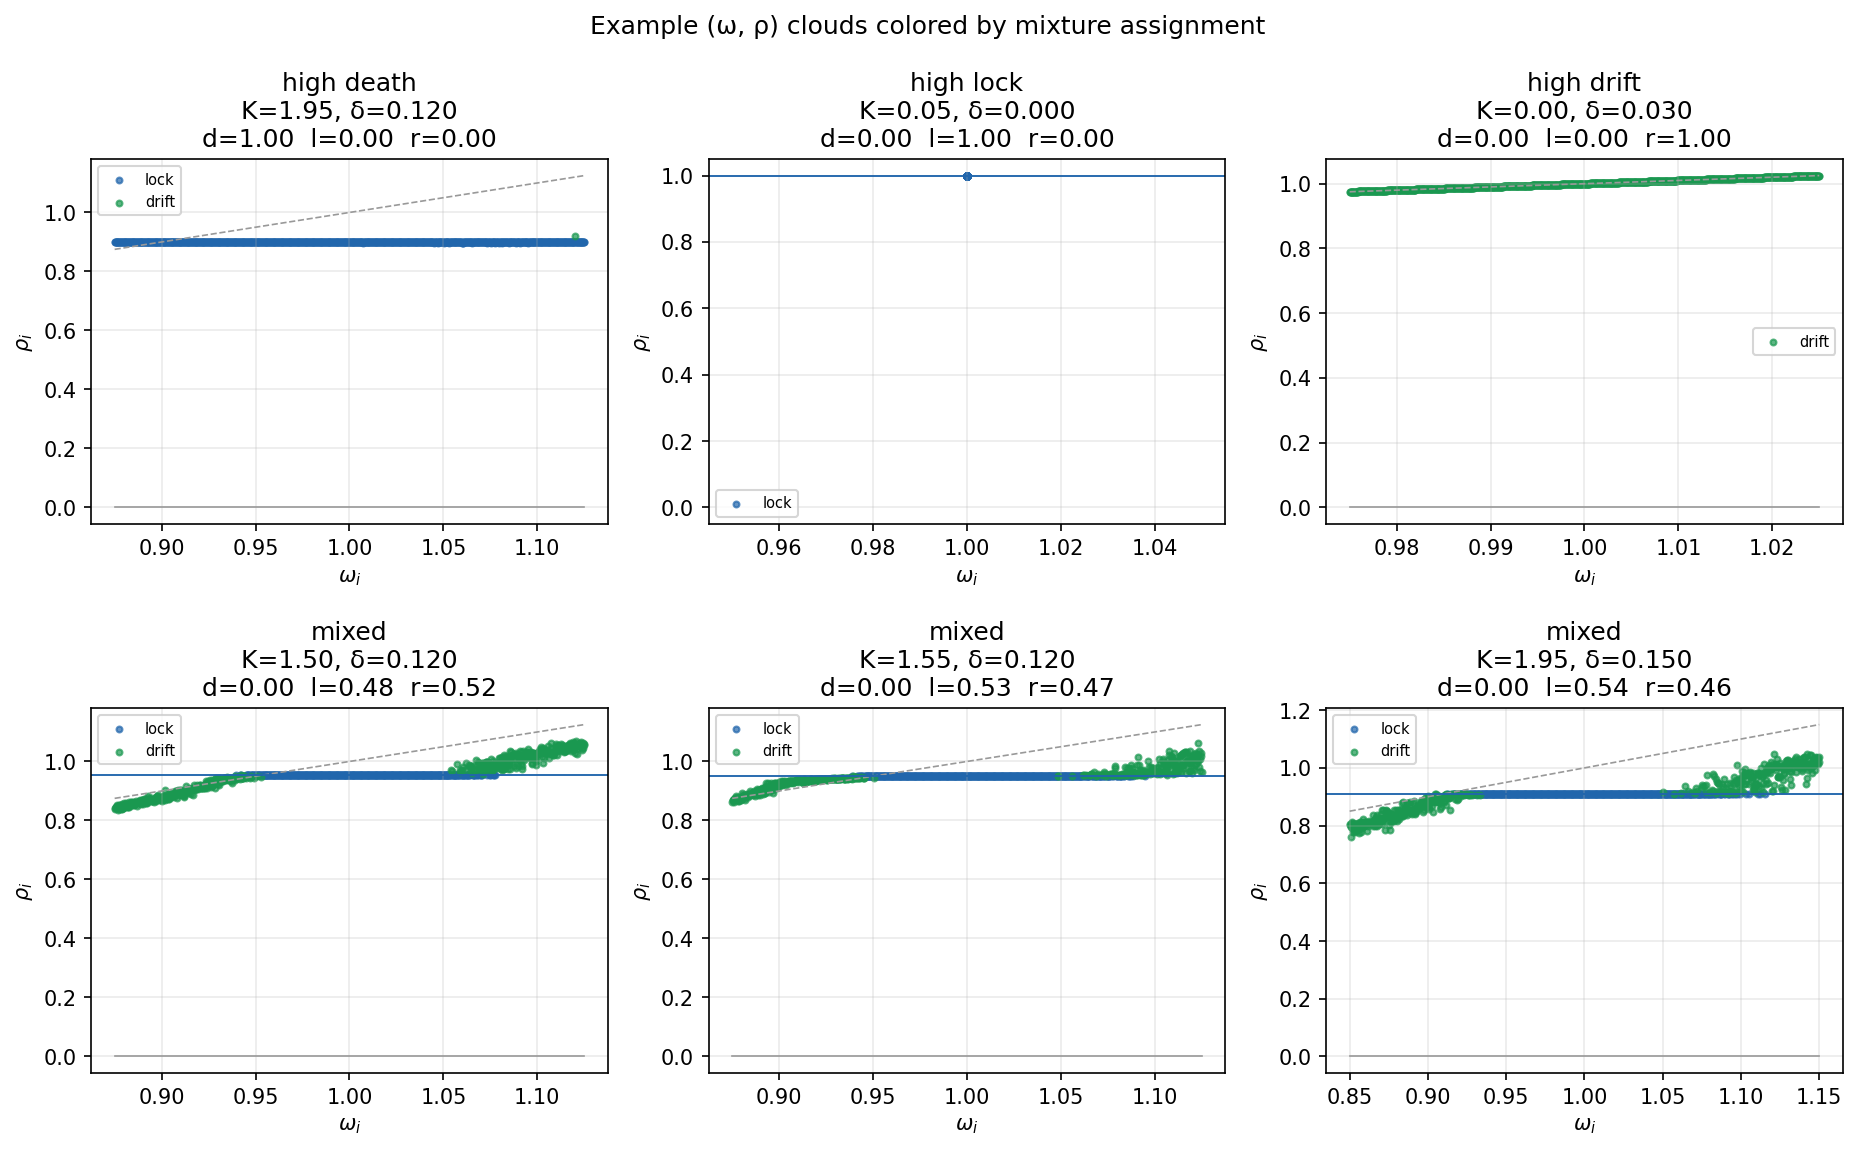 Example (ω, ρ) clouds colored by mixture assignment
high death
K=1.95, δ=0.120
d=1.00  l=0.00  r=0.00
lock
drift
1.0
0.8
0.6
0.4
0.2
0.0
ρi
0.90 0.95 1.00 1.05 1.10
ωi
high lock
K=0.05, δ=0.000
d=0.00  l=1.00  r=0.00
1.0
0.8
0.6
0.4
0.2
0.0
ρi
lock
0.96 0.98 1.00 1.02 1.04
ωi
high drift
K=0.00, δ=0.030
d=0.00  l=0.00  r=1.00
1.0
0.8
0.6
0.4
0.2
0.0
ρi
drift
0.98 0.99 1.00 1.01 1.02
ωi
mixed
K=1.50, δ=0.120
d=0.00  l=0.48  r=0.52
lock
drift
1.0
0.8
0.6
0.4
0.2
0.0
ρi
0.90 0.95 1.00 1.05 1.10
ωi
mixed
K=1.55, δ=0.120
d=0.00  l=0.53  r=0.47
lock
drift
1.0
0.8
0.6
0.4
0.2
0.0
ρi
0.90 0.95 1.00 1.05 1.10
ωi
mixed
K=1.95, δ=0.150
d=0.00  l=0.54  r=0.46
lock
drift
1.2
1.0
0.8
0.6
0.4
0.2
0.0
ρi
0.85 0.90 0.95 1.00 1.05 1.10 1.15
ωi